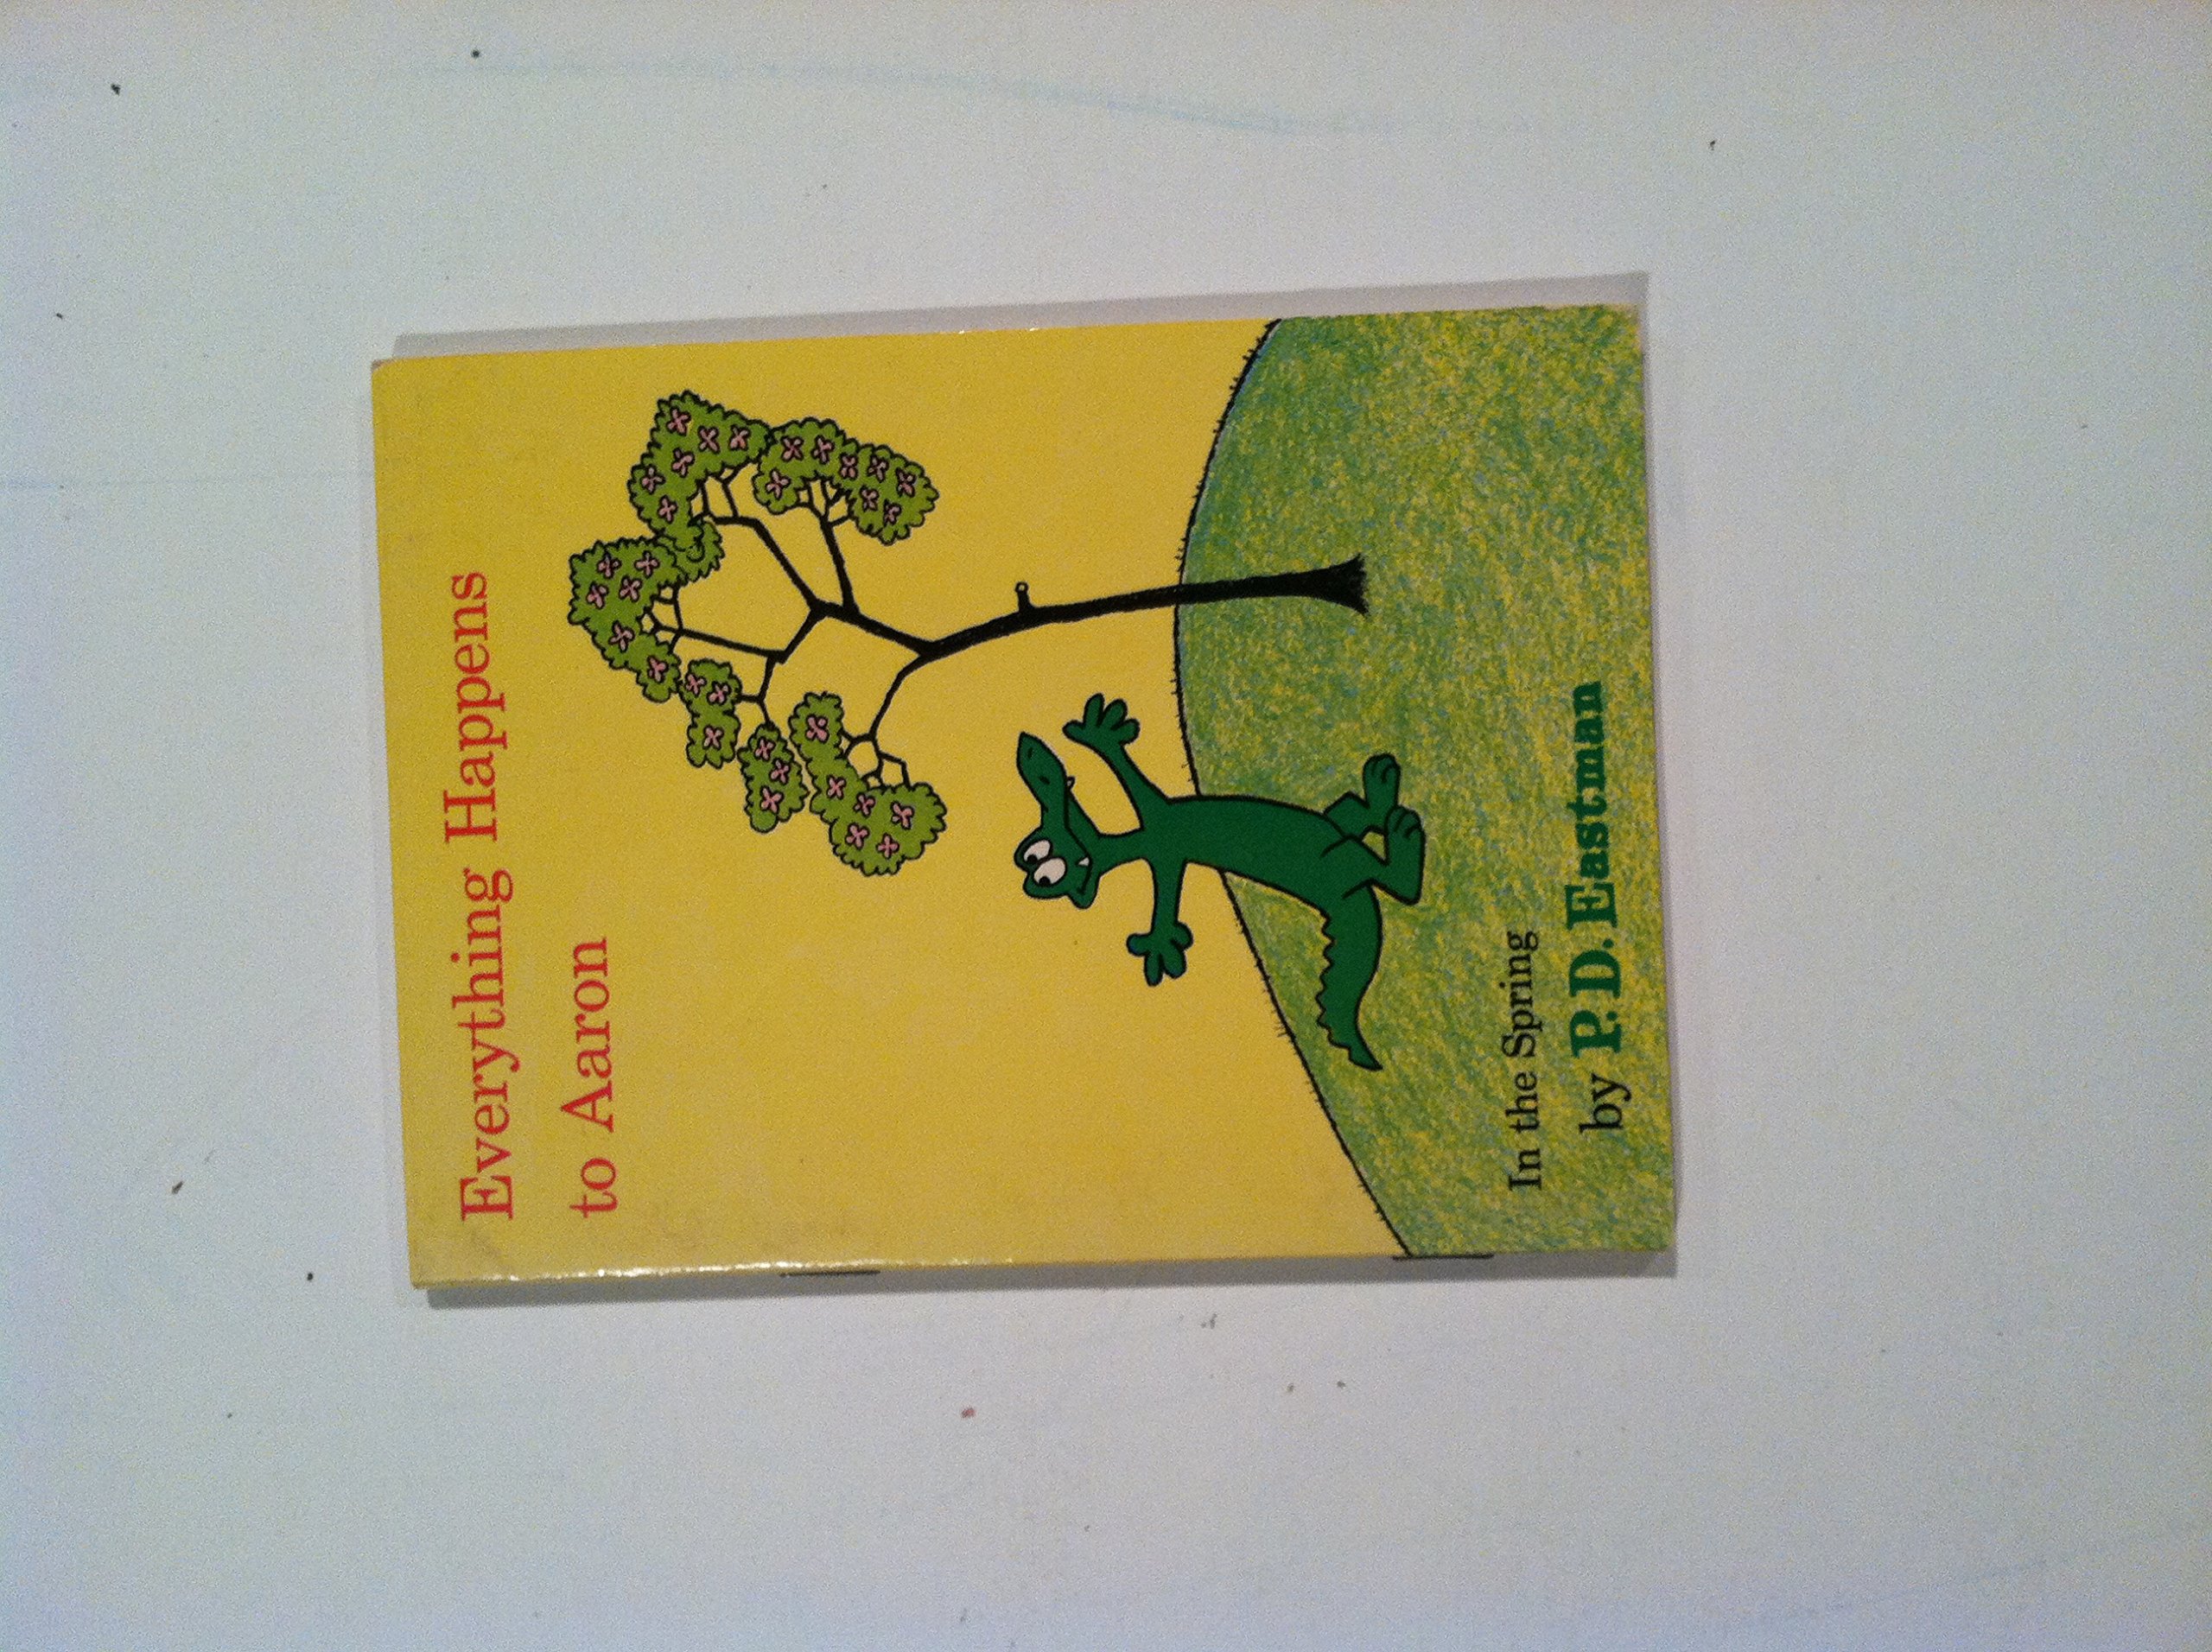 Everything Happens
to Aaron
In the Spring
by P. D. Eastman